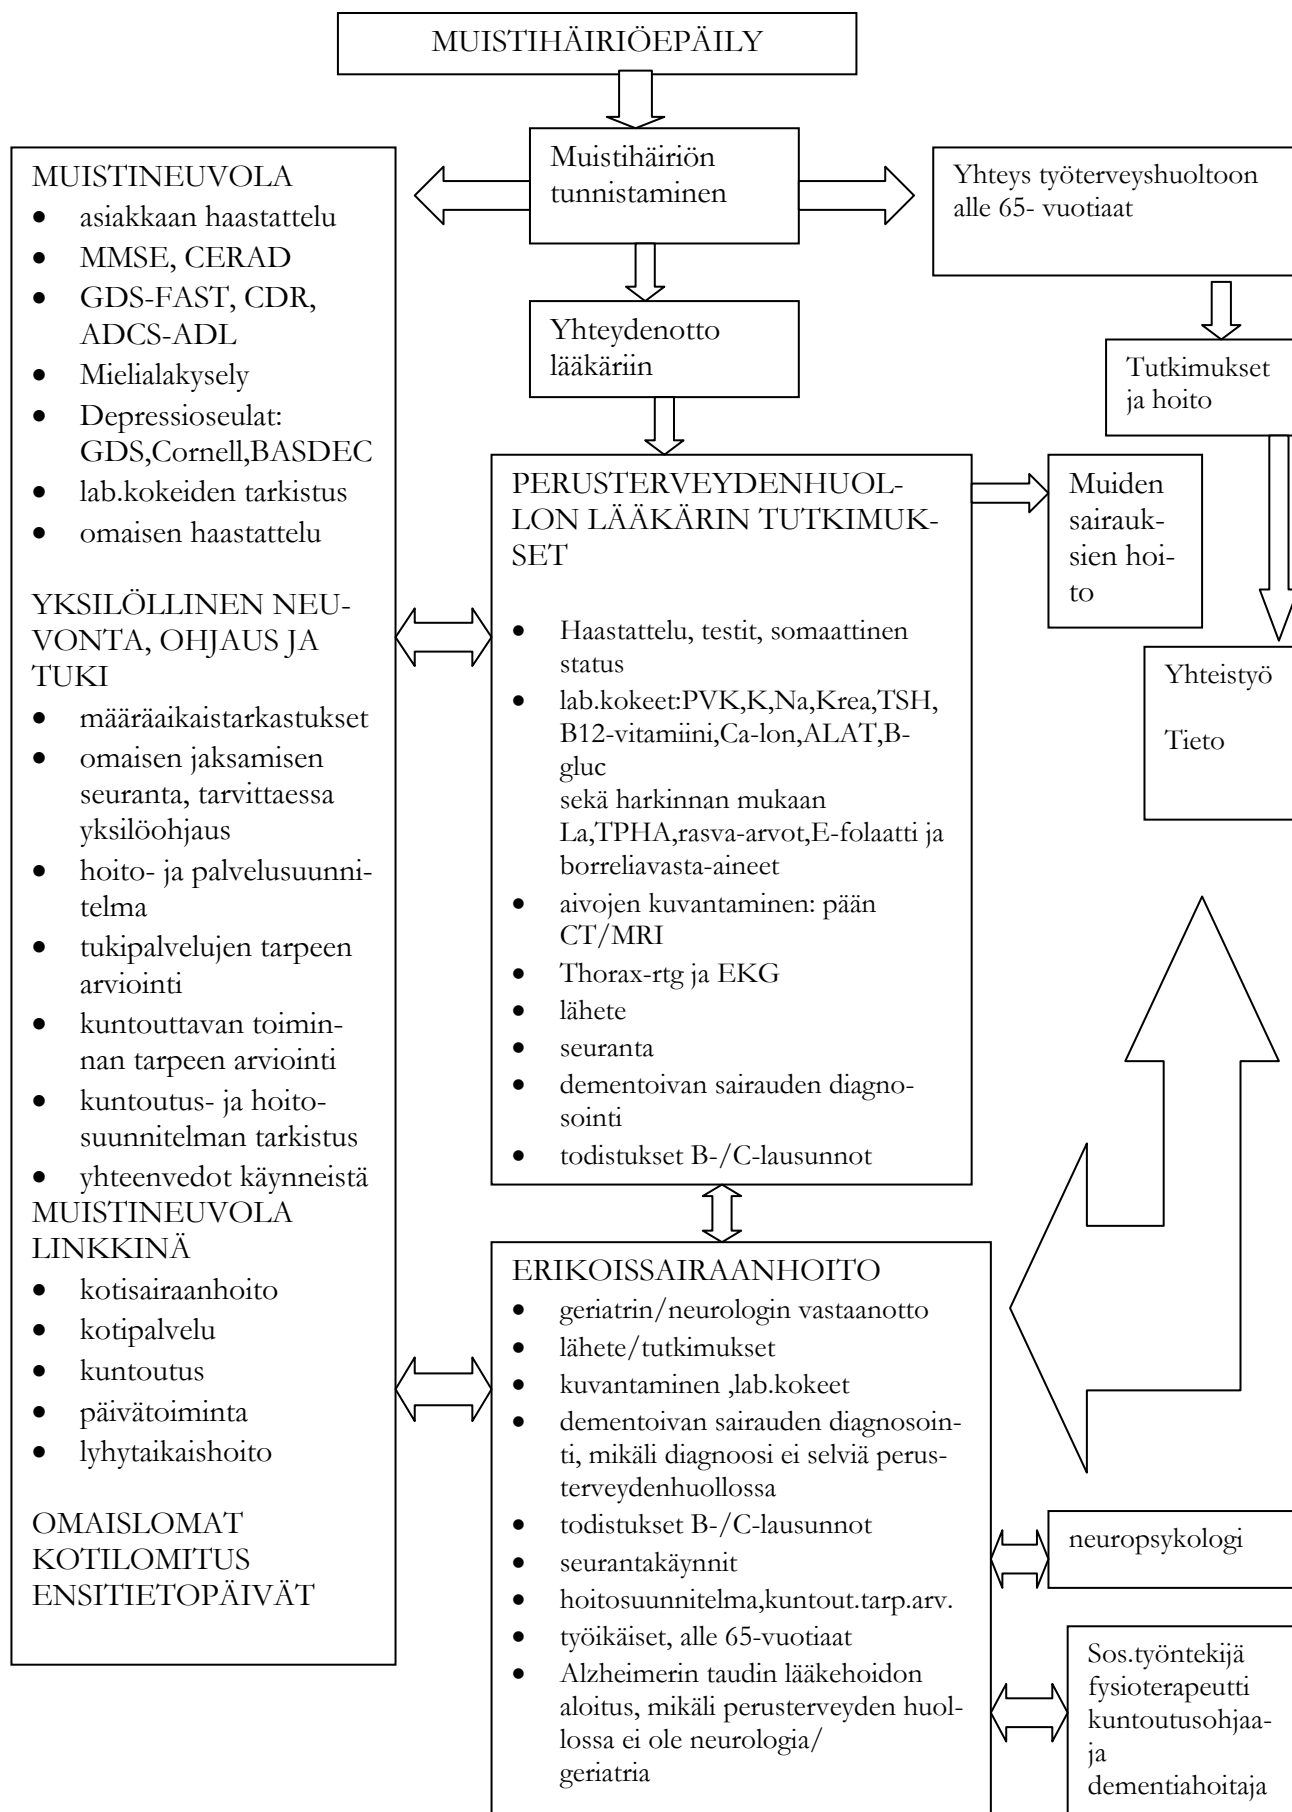 MUISTIHÄIRIÖEPÄILY
Muistihäiriön
tunnistaminen
Yhteys työterveyshuoltoon
alle 65- vuotiaat
Yhteydenotto
lääkäriin
Tutkimukset
ja hoito
MUISTINEUVOLA
• asiakkaan haastattelu
• MMSE, CERAD
• GDS-FAST, CDR,
ADCS-ADL
• Mielialakysely
• Depressioseulat:
GDS,Cornell,BASDEC
• lab.kokeiden tarkistus
• omaisen haastattelu
YKSILÖLLINEN NEU-
VONTA, OHJAUS JA
TUKI
• määräaikaistarkastukset
• omaisen jaksamisen
seuranta, tarvittaessa
yksilöohjaus
• hoito- ja palvelusuunni-
telma
• tukipalvelujen tarpeen
arviointi
• kuntouttavan toimin-
nan tarpeen arviointi
• kuntoutus- ja hoito-
suunnitelman tarkistus
• yhteenvedot käynneistä
MUISTINEUVOLA
LINKKINÄ
• kotisairaanhoito
• kotipalvelu
• kuntoutus
• päivätoiminta
• lyhytaikaishoito
OMAISLOMAT
KOTILOMITUS
ENSITIETOPÄIVÄT
PERUSTERVEYDENHUOL-
LON LÄÄKÄRIN TUTKIMUK-
SET
• Haastattelu, testit, somaattinen
status
• lab.kokeet:PVK,K,Na,Krea,TSH,
B12-vitamiini,Ca-lon,ALAT,B-
gluc
sekä harkinnan mukaan
La,TPHA,rasva-arvot,E-folaatti ja
borreliavasta-aineet
• aivojen kuvantaminen: pään
CT/MRI
• Thorax-rtg ja EKG
• lähete
• seuranta
• dementoivan sairauden diagno-
sointi
• todistukset B-/C-lausunnot
Muiden
sairauk-
sien hoi-
to
Yhteistyö
Tieto
ERIKOISSAIRAANHOITO
• geriatrin/neurologin vastaanotto
• lähete/tutkimukset
• kuvantaminen ,lab.kokeet
• dementoivan sairauden diagnosoin-
ti, mikäli diagnoosi ei selviä perus-
terveydenhuollossa
• todistukset B-/C-lausunnot
• seurantakäynnit
• hoitosuunnitelma,kuntout.tarp.arv.
• työikäiset, alle 65-vuotiaat
• Alzheimerin taudin lääkehoidon
aloitus, mikäli perusterveyden huol-
lossa ei ole neurologia/
geriatria
neuropsykologi
Sos.työntekijä
fysioterapeutti
kuntoutusohjaa-
ja
dementiahoitaja